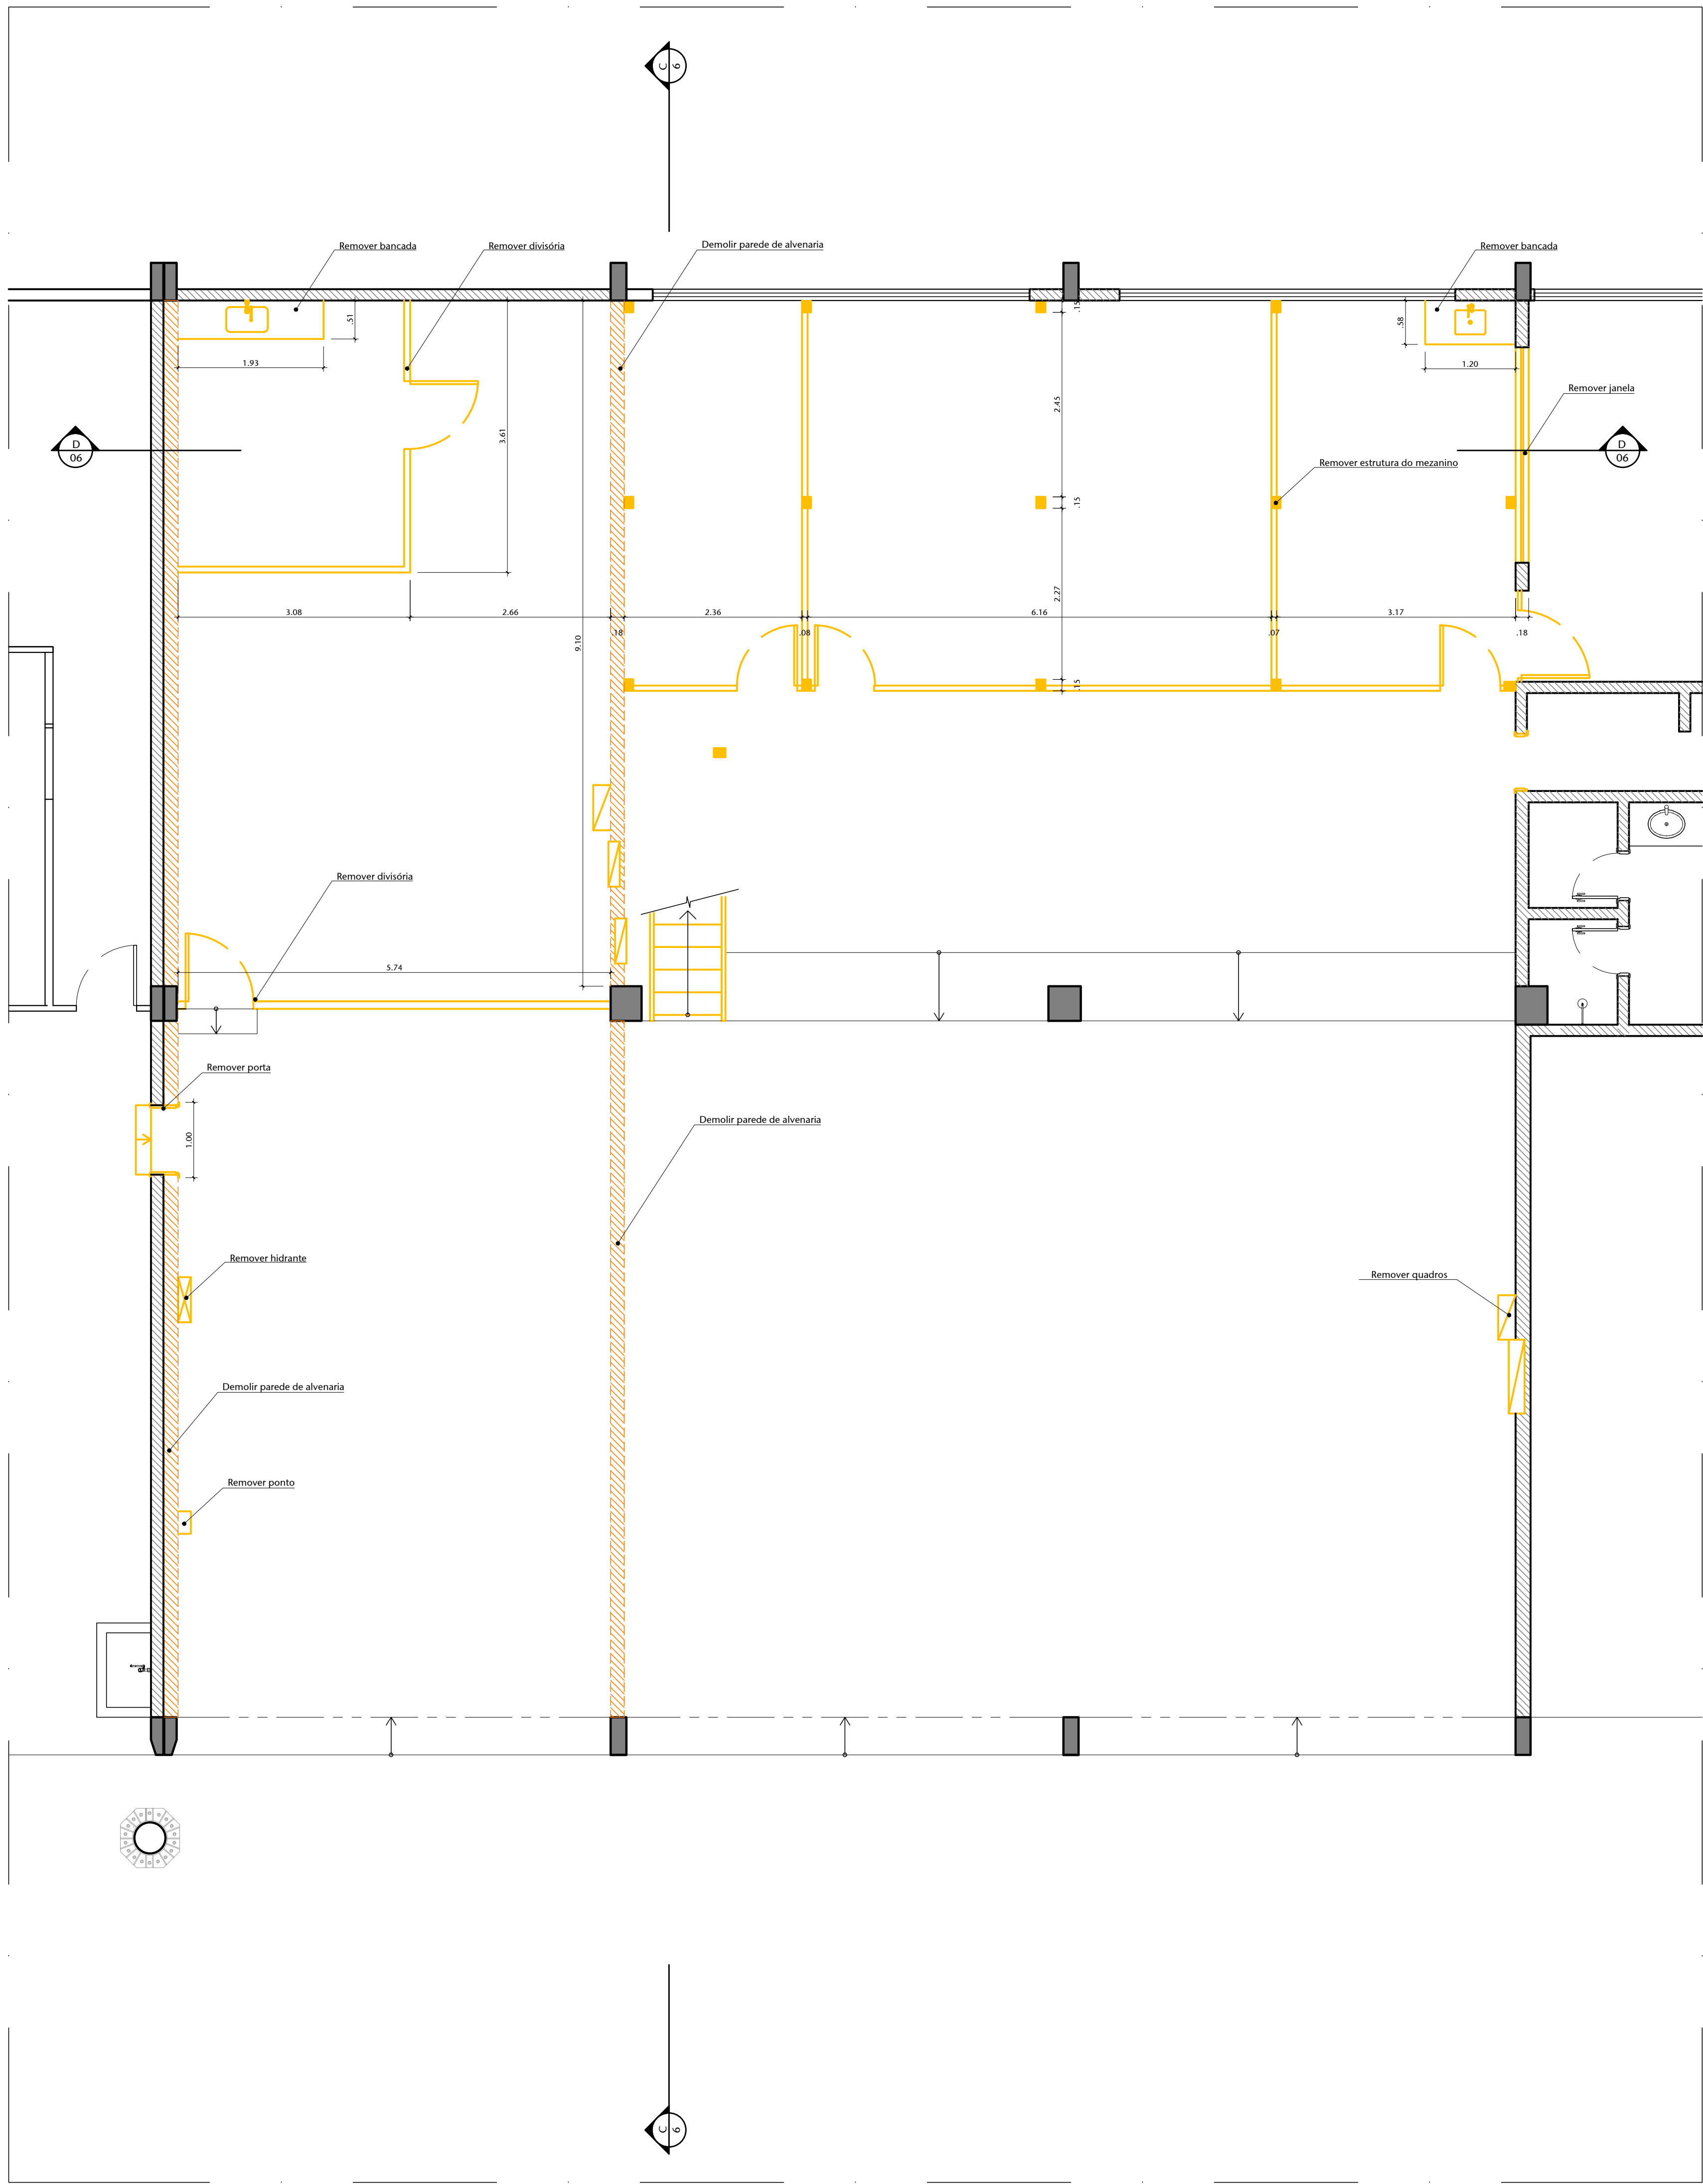 C
6
Remover bancada
Remover divisória
Demolir parede de alvenaria
Remover bancada
.51
.15
.58
1.93
1.20
Remover janela
2.45
D
06
3.61
D
06
Remover estrutura do mezanino
.15
2.27
3.08
2.66
2.36
6.16
3.17
.18
.08
.07
.18
9.10
.15
Remover divisória
5.74
Remover porta
1.00
Demolir parede de alvenaria
Remover hidrante
Remover quadros
Demolir parede de alvenaria
Remover ponto
C
6